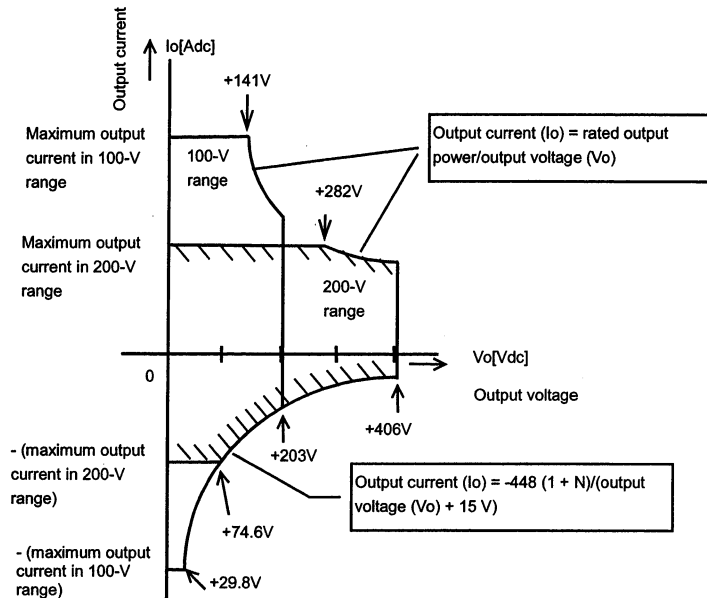 Output current
Io[Adc]
+141V
Maximum output
current in 100-V
range
100-V
range
Output current (Io) = rated output
power/output voltage (Vo)
+282V
Maximum output
current in 200-V
range
200-V
range
Vo[Vdc]
0
Output voltage
+406V
- (maximum output
current in 200-V
range)
+203V
Output current (Io) = -448 (1 + N)/(output
voltage (Vo) + 15 V)
+74.6V
- (maximum output
current in 100-V
range)
+29.8V